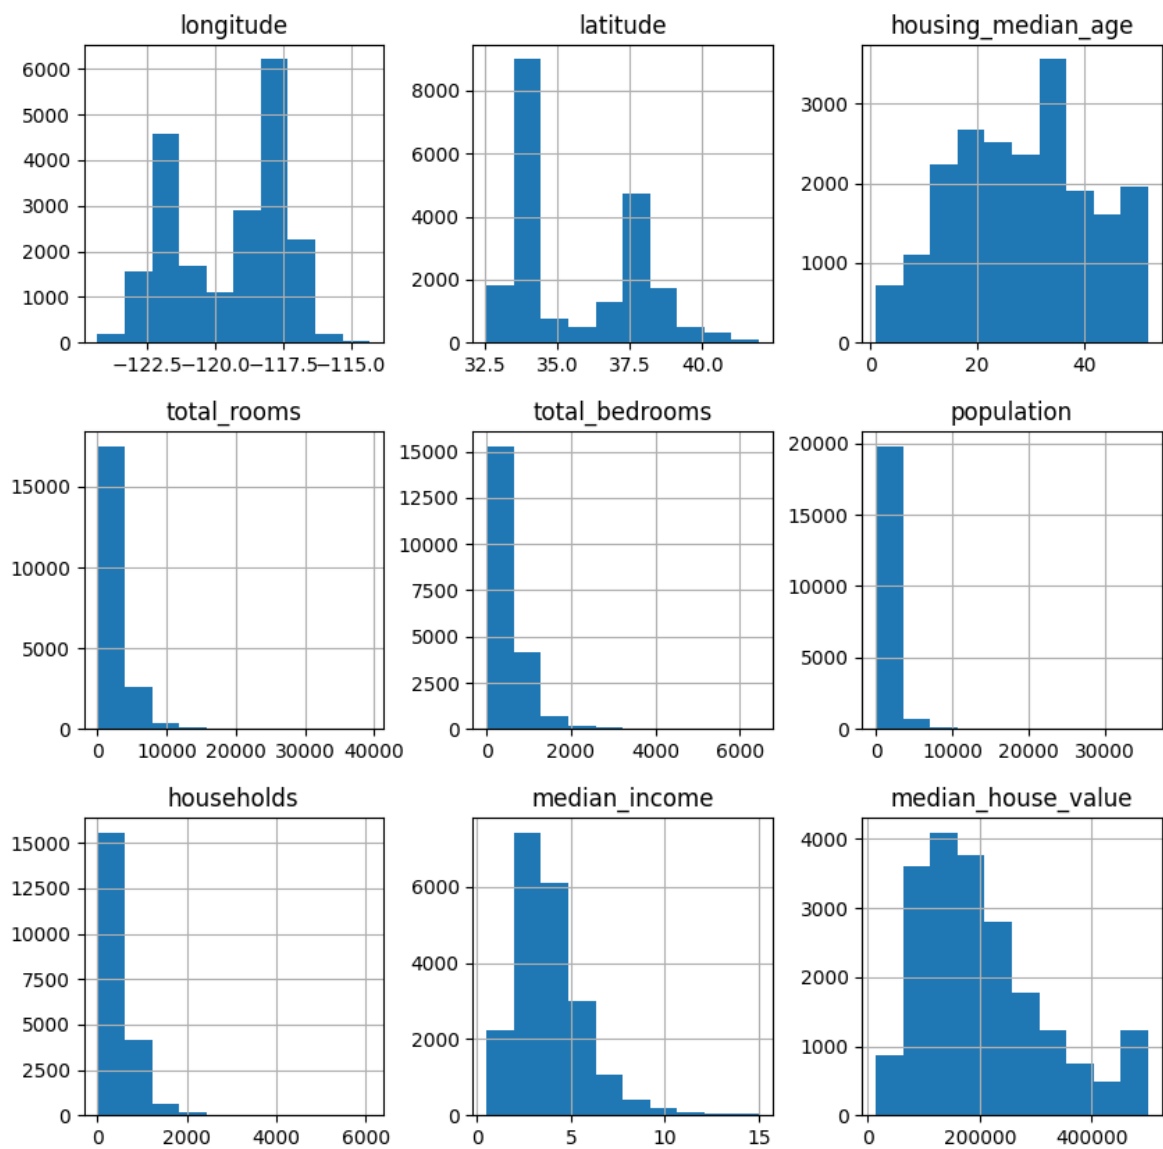 longitude
6000
5000
4000
3000
2000
1000
0
−122.5 −120.0 −117.5 −115.0
latitude
8000
6000
4000
2000
0
32.5 35.0 37.5 40.0
housing_median_age
3000
2000
1000
0
0 20 40
total_rooms
15000
10000
5000
0
0 10000 20000 30000 40000
total_bedrooms
15000
12500
10000
7500
5000
2500
0
0 2000 4000 6000
population
20000
15000
10000
5000
0
0 10000 20000 30000
households
15000
12500
10000
7500
5000
2500
0
0 2000 4000 6000
median_income
6000
4000
2000
0
0 5 10 15
median_house_value
4000
3000
2000
1000
0
0 200000 400000